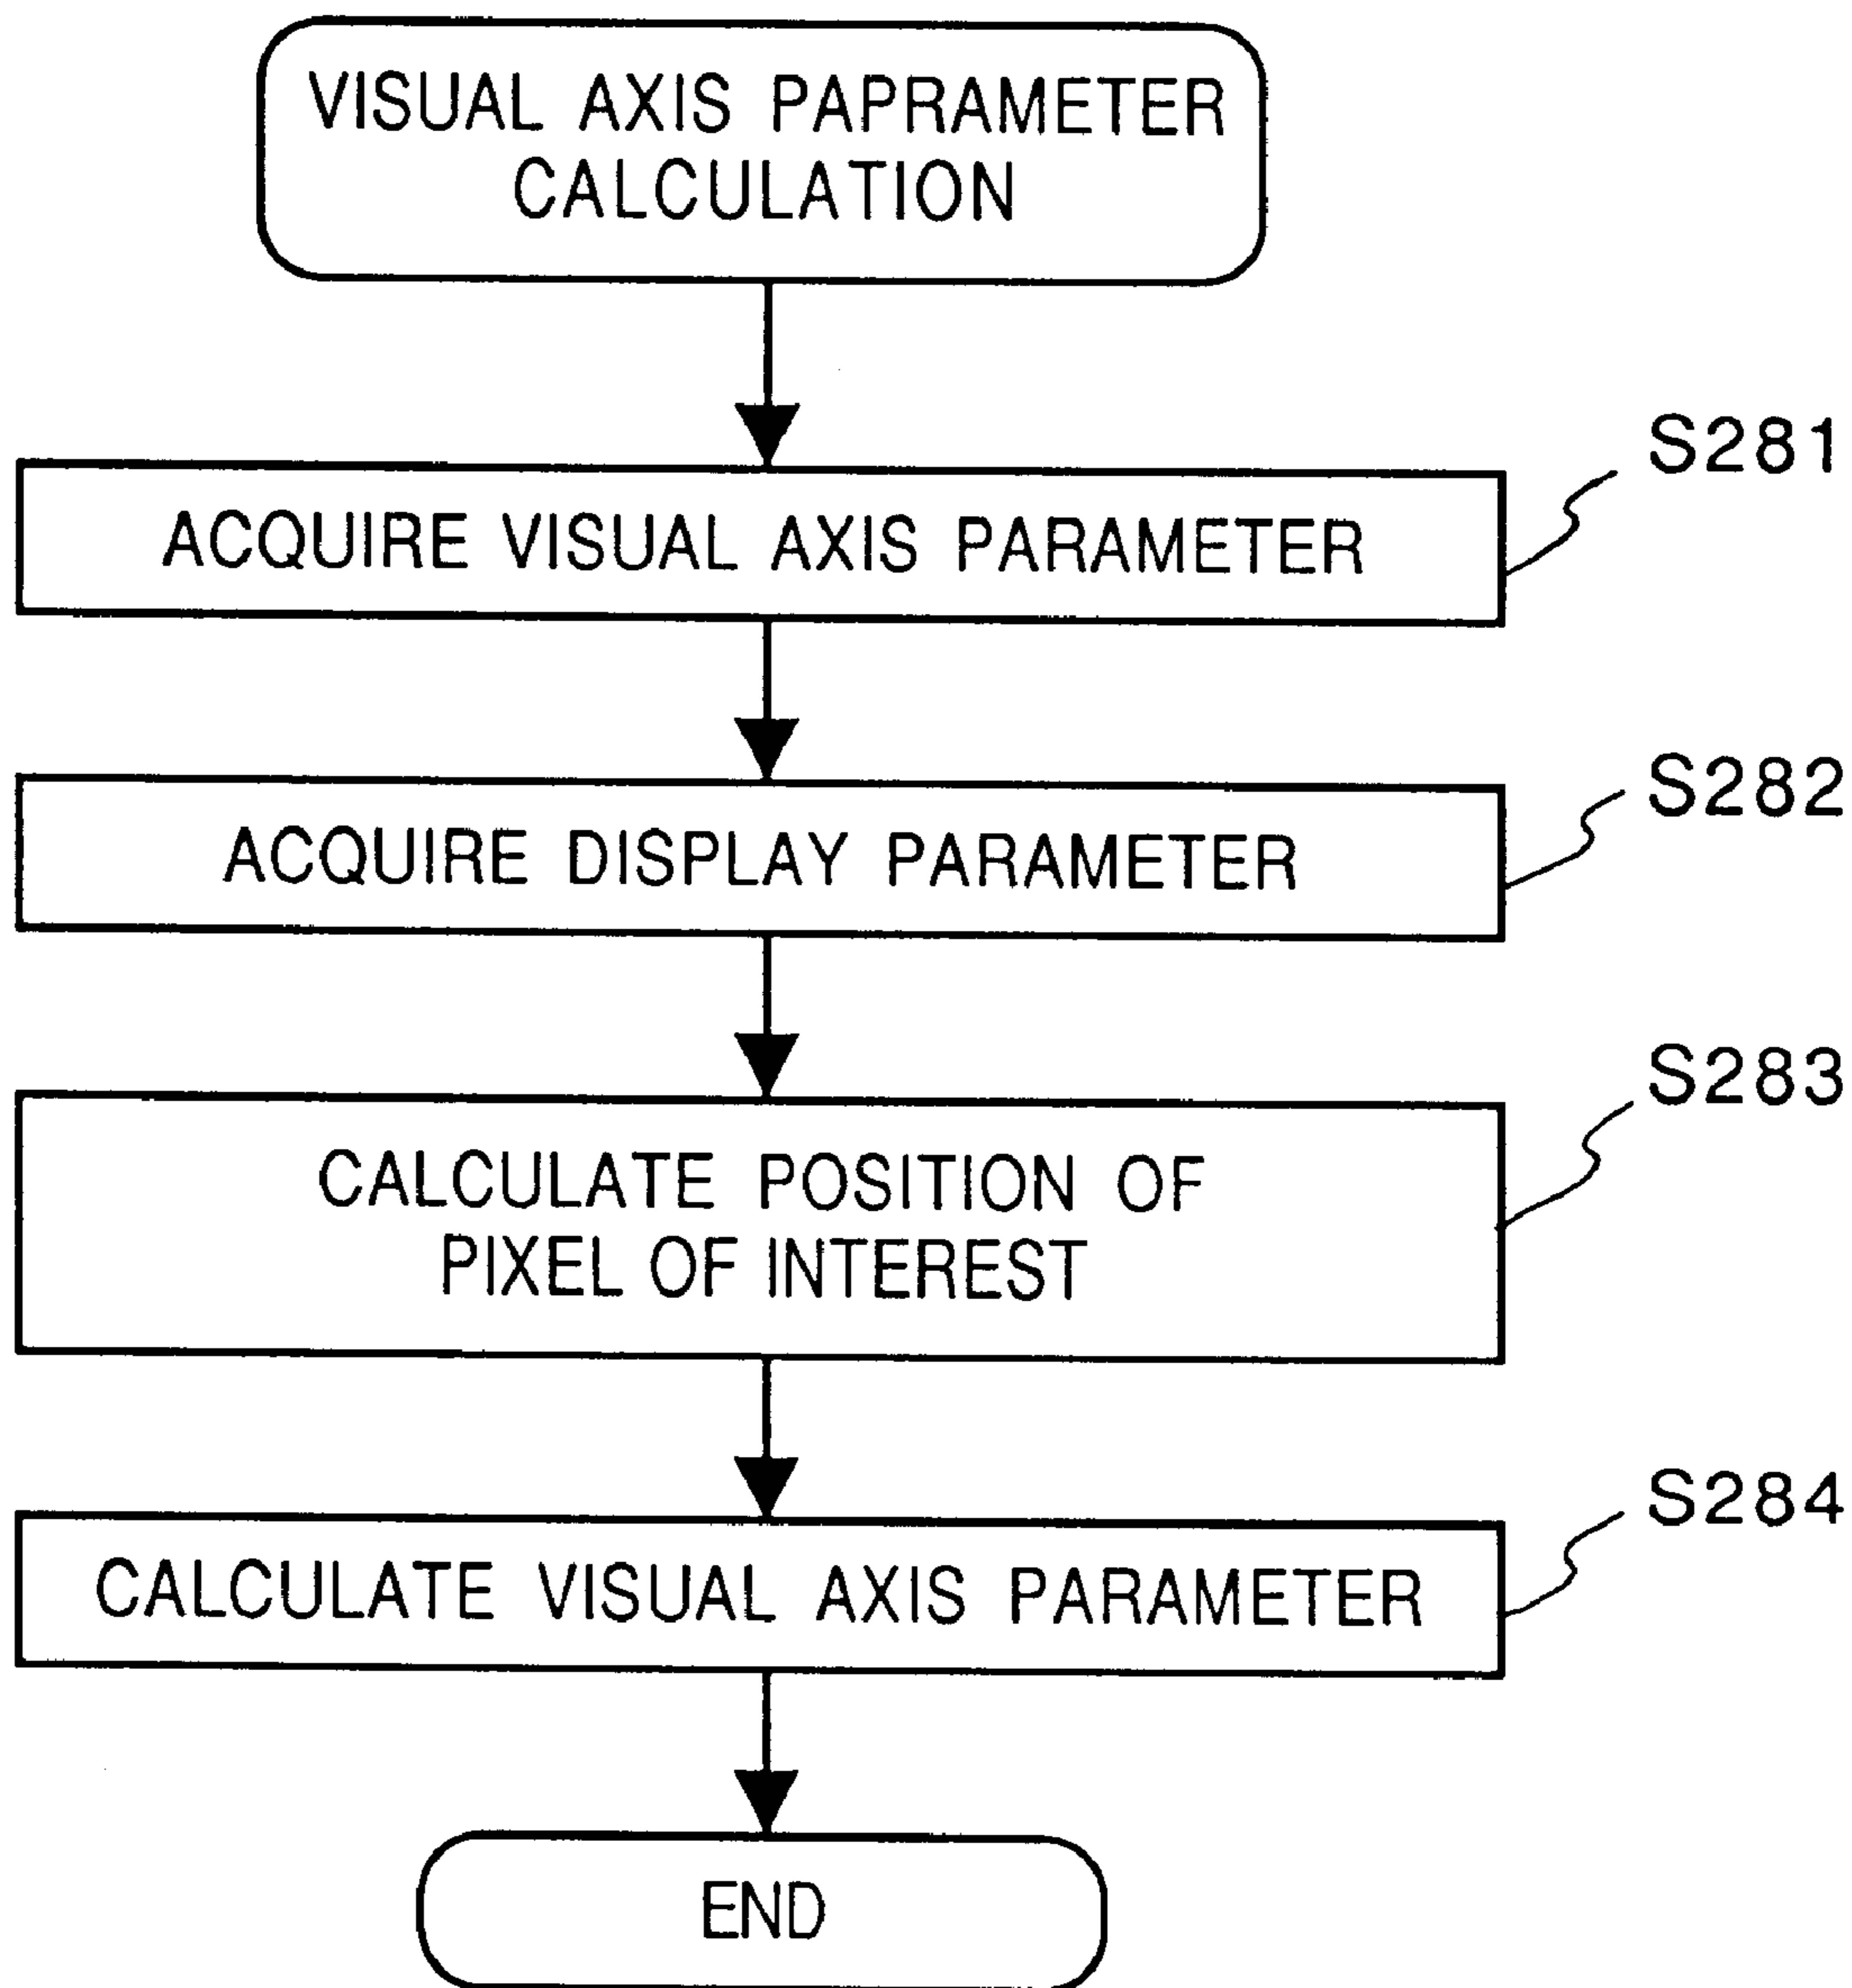 VISUAL AXIS PAPRAMETER
CALCULATION
S281
ACQUIRE VISUAL AXIS PARAMETER
S282
ACQUIRE DISPLAY PARAMETER
S283
CALCULATE POSITION OF
PIXEL OF INTEREST
S284
CALCULATE VISUAL AXIS PARAMETER
END